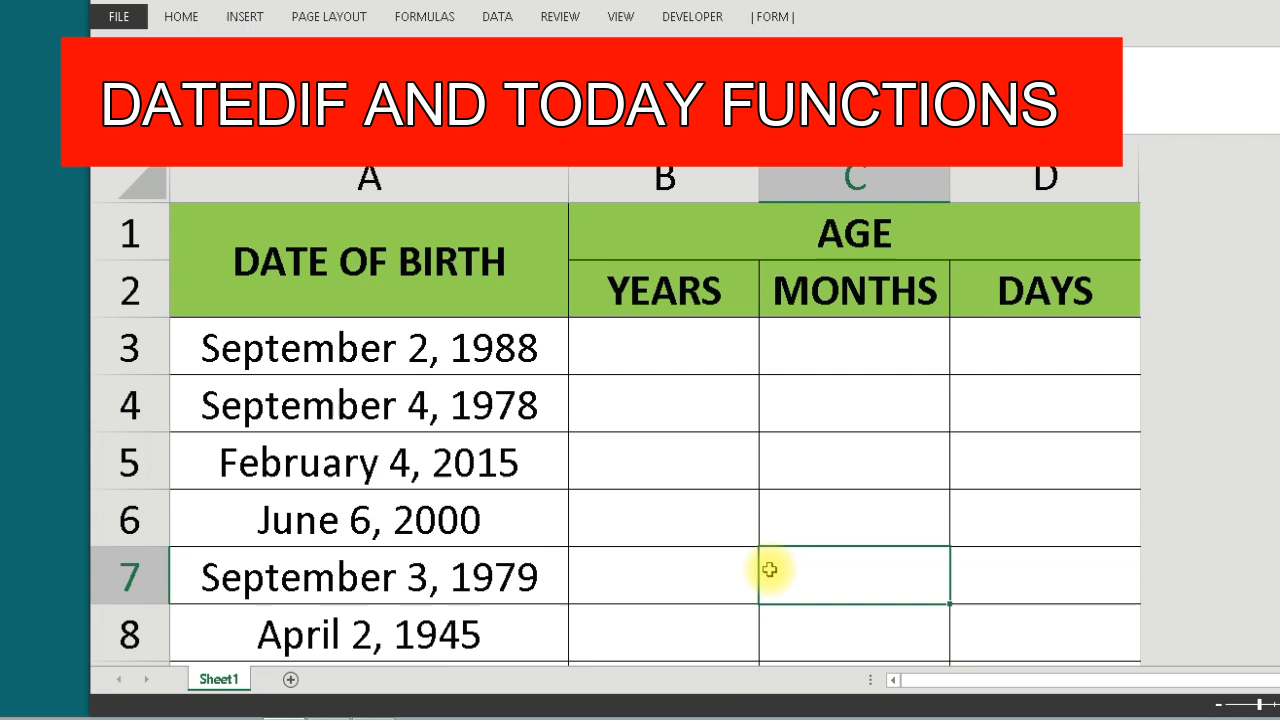 FILE HOME INSERT PAGE LAYOUT FORMULAS DATA REVIEW VIEW DEVELOPER | FORM |
DATEDIF AND TODAY FUNCTIONS
A B C D
1 DATE OF BIRTH AGE
2 YEARS MONTHS DAYS
3 September 2, 1988
4 September 4, 1978
5 February 4, 2015
6 June 6, 2000
7 September 3, 1979
8 April 2, 1945
Sheet1